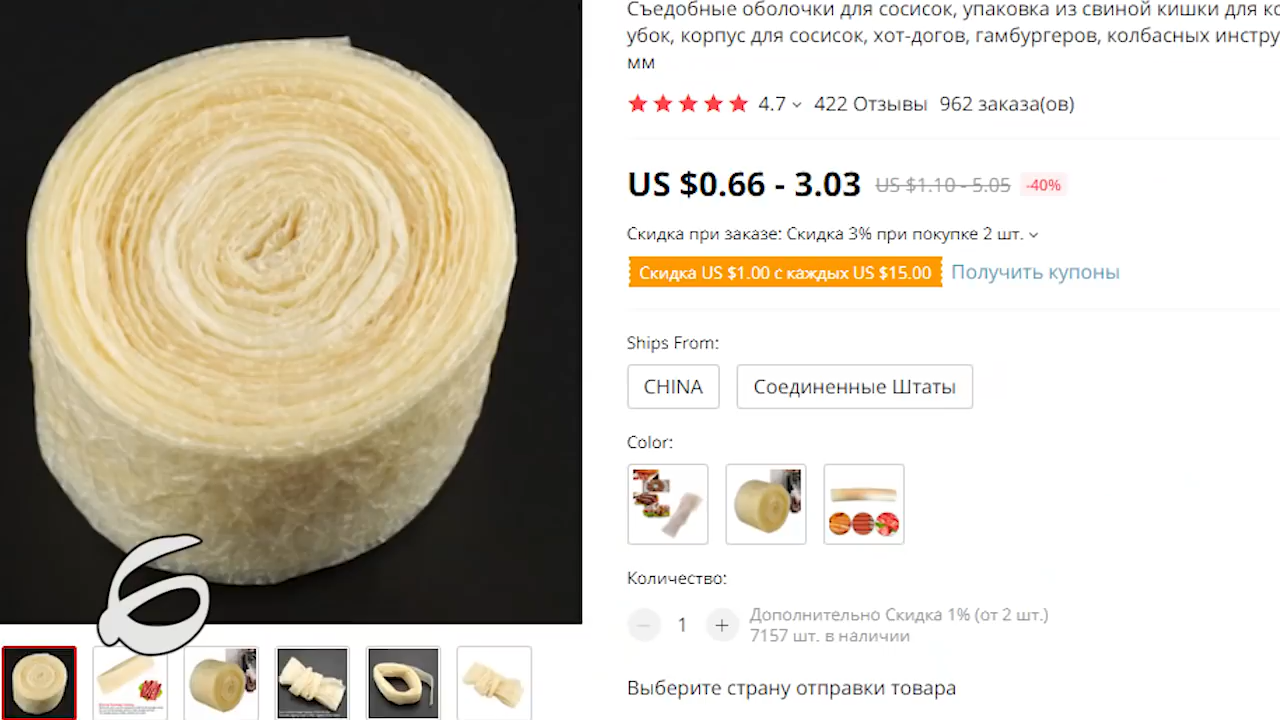 Съедобные оболочки для сосисок, упаковка из свиной кишки для
убок, корпус для сосисок, хот-догов, гамбургеров, колбасных
мм
4.7 422 Отзывы 962 заказа(ов)
US $0.66 - 3.03 US $1.10 - 5.05 -40%
Скидка при заказе: Скидка 3% при покупке 2 шт.
Скидка US $1.00 с каждых US $15.00 Получить купоны
Ships From:
CHINA Соединенные Штаты
Color:
Количество:
1 Дополнительно Скидка 1% (от 2 шт.)
7157 шт. в наличии
Выберите страну отправки товара
6